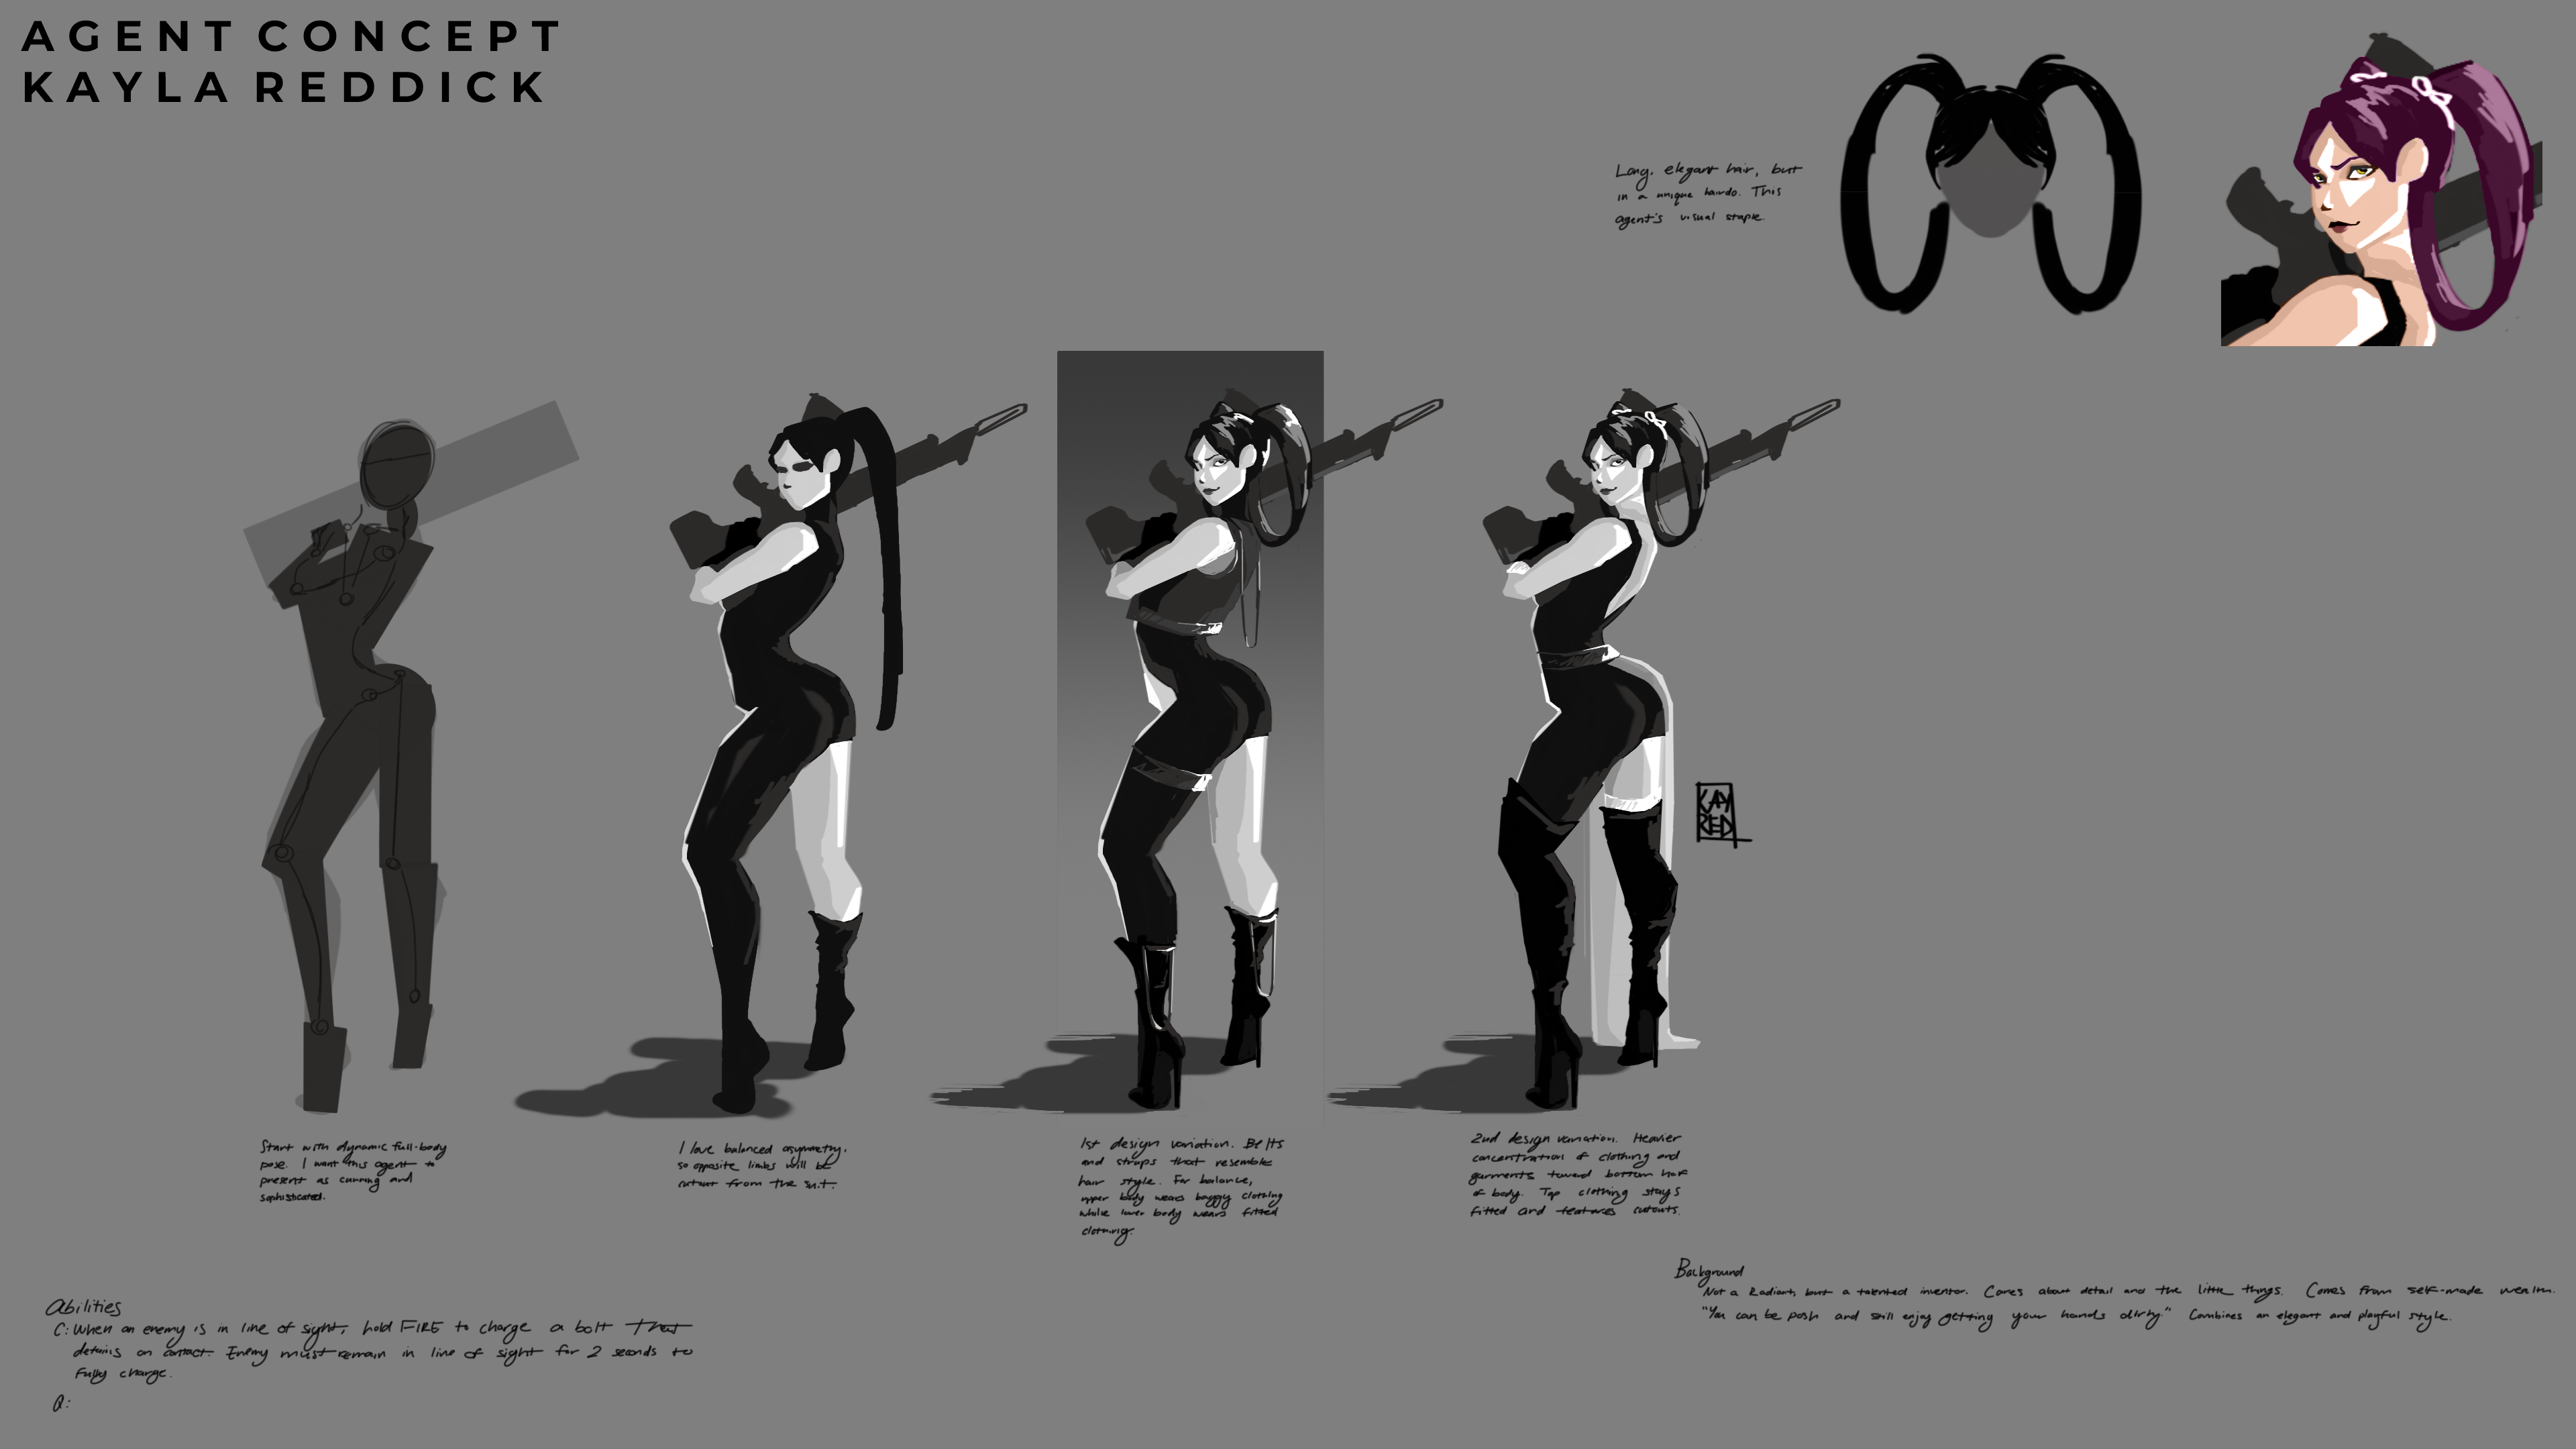 AGENT CONCEPT
KAYLA REDDICK
Long, elegant hair, but
in a unique hairdo. This
agent's visual staple.
KAY
RED
Start with dynamic full-body
pose. I want this agent to
present as cunning and
sophisticated.
I love balanced asymmetry,
so opposite limbs will be
cutout from the suit.
1st design variation. Belts
and straps that resemble
hair style. For balance,
upper body wears baggy clothing
while lower body wears fitted
clothing.
2nd design variation. Heavier
concentration of clothing and
garments toward bottom half
of body. Top clothing stays
fitted and features cutouts.
Background
Not a Radiant, but a talented inventor. Cares about detail and the little things. Comes from self-made wealth.
"You can be posh and still enjoy getting your hands dirty." Combines an elegant and playful style.
Abilities
C: When an enemy is in line of sight, hold FIRE to charge a bolt that
detains on contact. Enemy must remain in line of sight for 2 seconds to
fully charge.
Q: